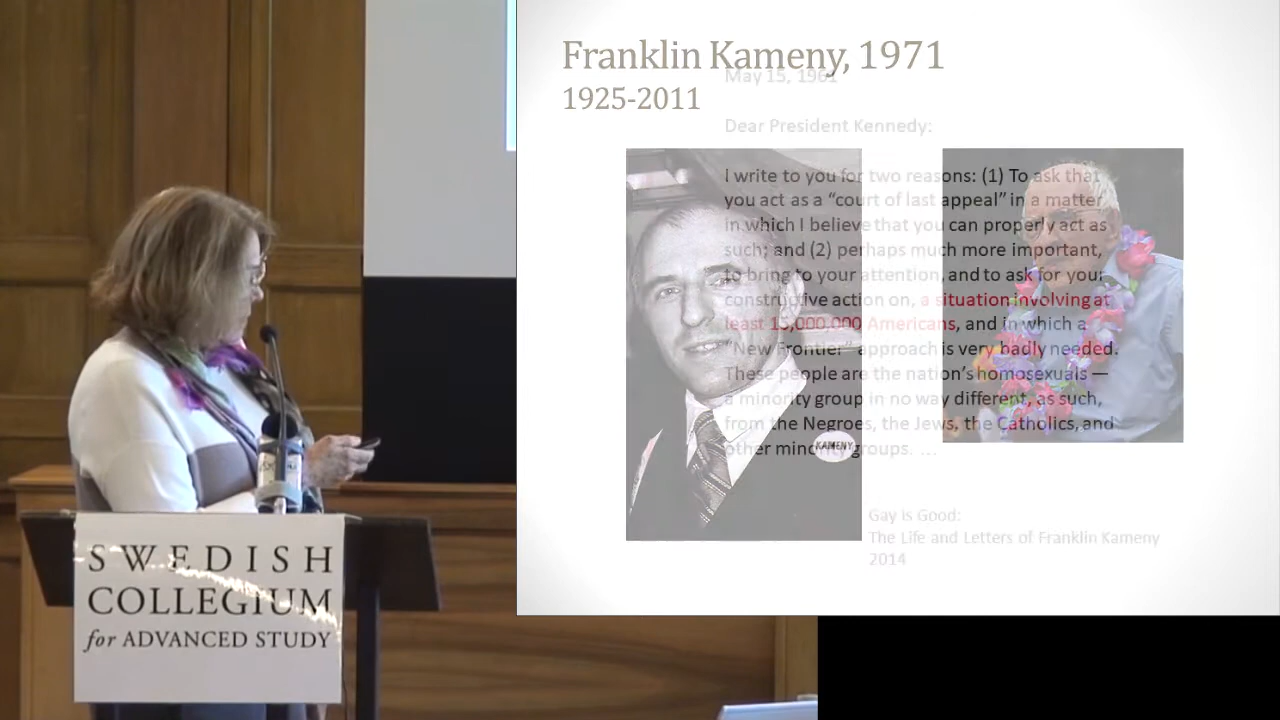 Franklin Kameny, 1971
1925-2011
May 15, 1961
Dear President Kennedy:
I write to you for two reasons: (1) To ask that
you act as a “court of last appeal” in a matter
in which I believe that you can properly act as
such; and (2) perhaps much more important,
to bring to your attention, and to ask for your
constructive action on, a situation involving at
least 15,000,000 Americans, and in which a
“New Frontier” approach is very badly needed.
These people are the nation’s homosexuals —
a minority group in no way different, as such,
from the Negroes, the Jews, the Catholics, and
other minority groups. …
KAMENY
Gay is Good:
The Life and Letters of Franklin Kameny
2014
SWEDISH
COLLEGIUM
for ADVANCED STUDY